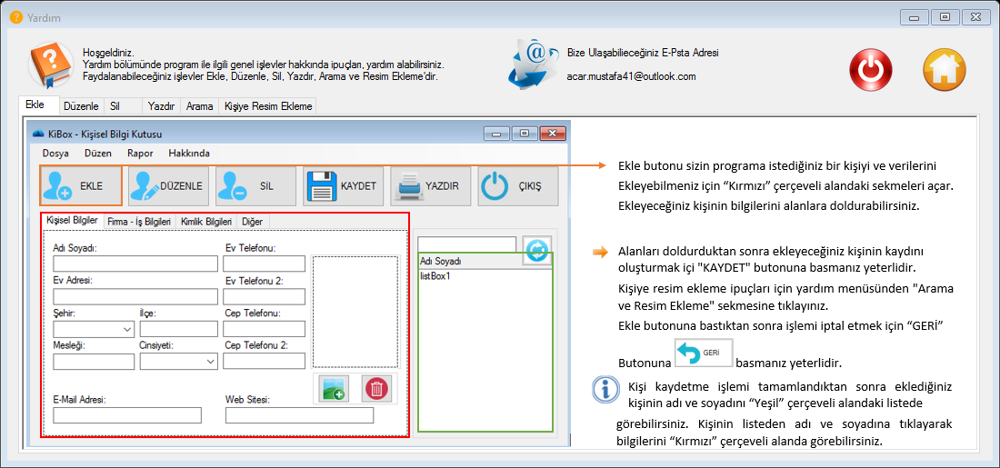 Yardım
Hoşgeldiniz.
Yardım bölümünde program ile ilgili genel işlevler hakkında ipuçları, yardım alabilirsiniz.
Faydalanabileceğiniz işlevler Ekle, Düzenle, Sil, Yazdır, Arama ve Resim Ekleme'dir.
Bize Ulaşabilieceğiniz E-Psta Adresi
acar.mustafa41@outlook.com
Ekle Düzenle Sil Yazdır Arama Kişiye Resim Ekleme
KiBox - Kişisel Bilgi Kutusu
Dosya Düzen Rapor Hakkında
EKLE DÜZENLE SİL KAYDET YAZDIR ÇIKIŞ
Kişisel Bilgiler Firma - İş Bilgileri Kimlik Bilgileri Diğer
Adı Soyadı: Ev Telefonu:
Ev Adresi: Ev Telefonu 2:
Şehir: İlçe: Cep Telefonu:
Mesleği: Cinsiyeti: Cep Telefonu 2:
E-Mail Adresi: Web Sitesi:
Adı Soyadı
listBox1
Ekle butonu sizin programa istediğiniz bir kişiyi ve verilerini
Ekleyebilmeniz için “Kırmızı” çerçeveli alandaki sekmeleri açar.
Ekleyeceğiniz kişinin bilgilerini alanlara doldurabilirsiniz.
Alanları doldurduktan sonra ekleyeceğiniz kişinin kaydını
oluşturmak içi "KAYDET" butonuna basmanız yeterlidir.
Kişiye resim ekleme ipuçları için yardım menüsünden "Arama
ve Resim Ekleme" sekmesine tıklayınız.
Ekle butonuna bastıktan sonra işlemi iptal etmek için “GERİ”
Butonuna GERİ basmanız yeterlidir.
Kişi kaydetme işlemi tamamlandıktan sonra eklediğiniz
kişinin adı ve soyadını “Yeşil” çerçeveli alandaki listede
görebilirsiniz. Kişinin listeden adı ve soyadına tıklayarak
bilgilerini “Kırmızı” çerçeveli alanda görebilirsiniz.